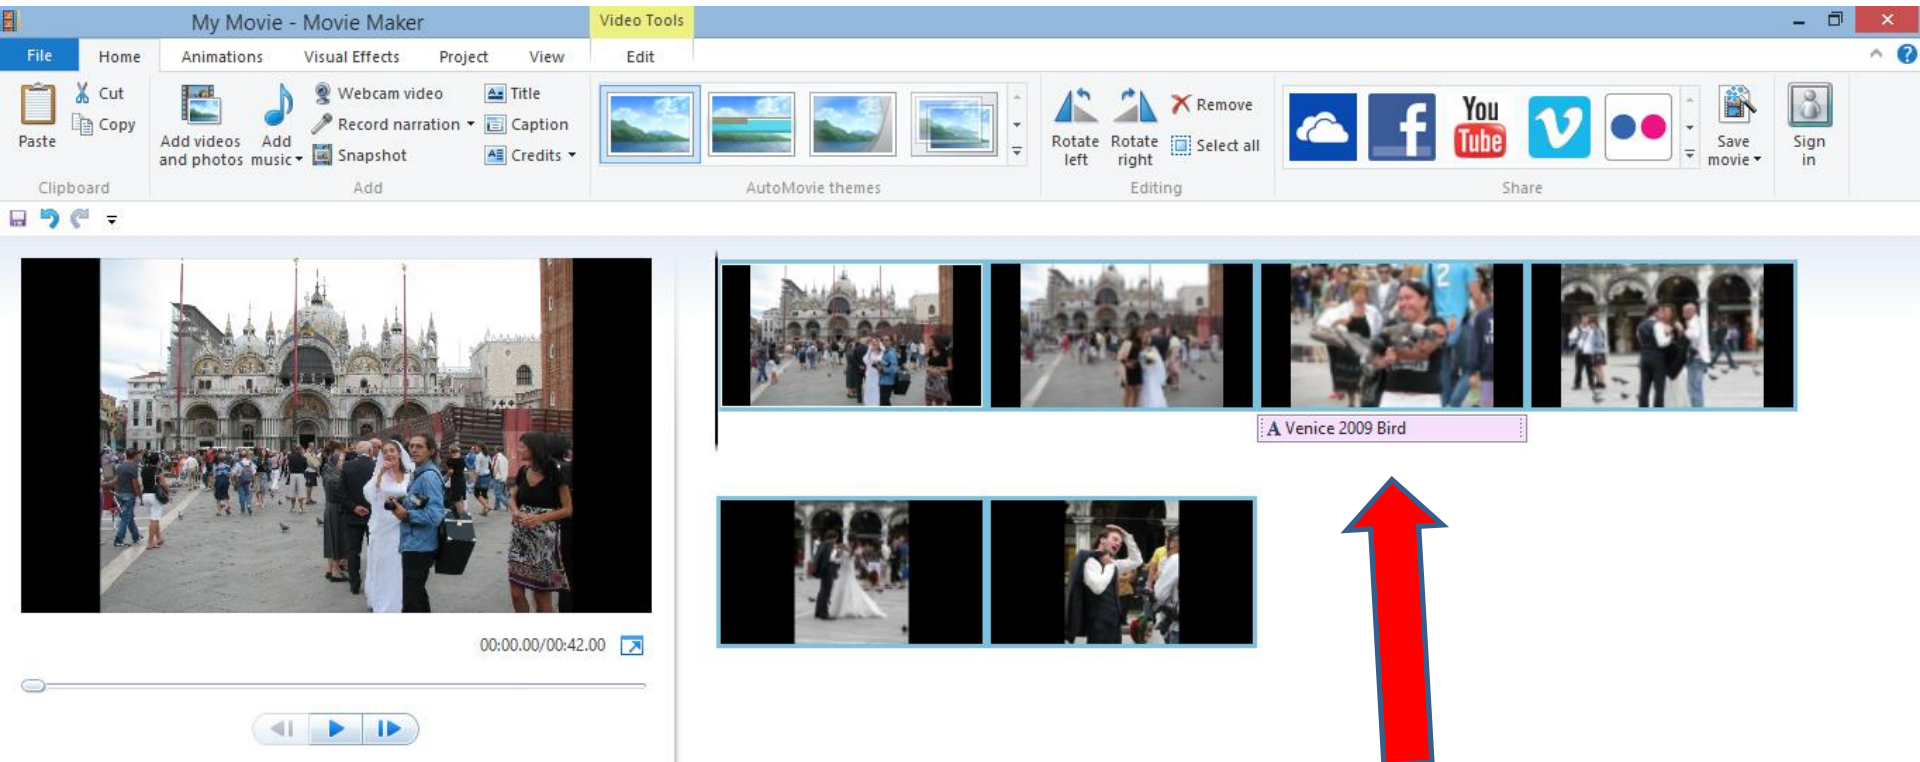 My Movie - Movie Maker
Video Tools
File
Home
Animations
Visual Effects
Project
View
Edit
Paste
Cut
Copy
Clipboard
Add videos
and photos
Add
music
Webcam video
Record narration
Snapshot
Title
Caption
Credits
Add
AutoMovie themes
Rotate
left
Rotate
right
Remove
Select all
Editing
You
Tube
Share
Save
movie
Sign
in
2
A Venice 2009 Bird
00:00.00/00:42.00